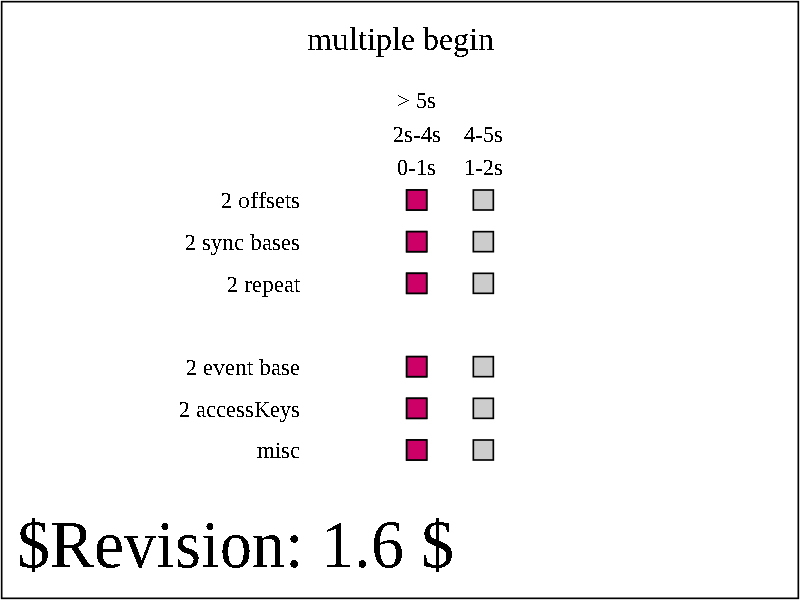 multiple begin
> 5s
2s-4s 4-5s
0-1s 1-2s
2 offsets
2 sync bases
2 repeat
2 event base
2 accessKeys
misc
$Revision: 1.6 $